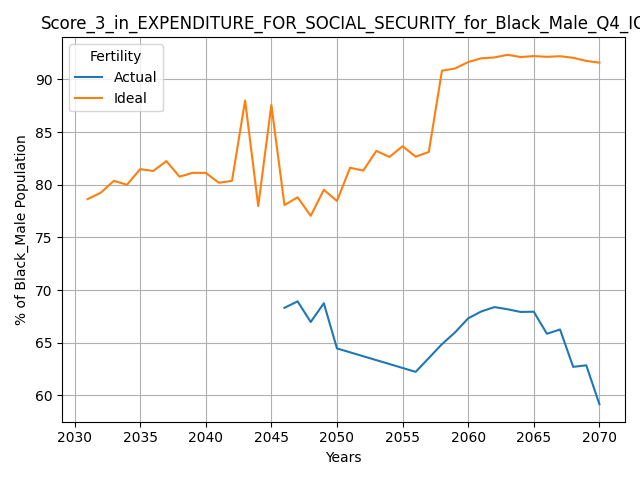 Score_3_in_EXPENDITURE_FOR_SOCIAL_SECURITY_for_Black_Male_Q4_IC
Fertility
Actual
Ideal
% of Black_Male Population
90
85
80
75
70
65
60
2030 2035 2040 2045 2050 2055 2060 2065 2070
Years